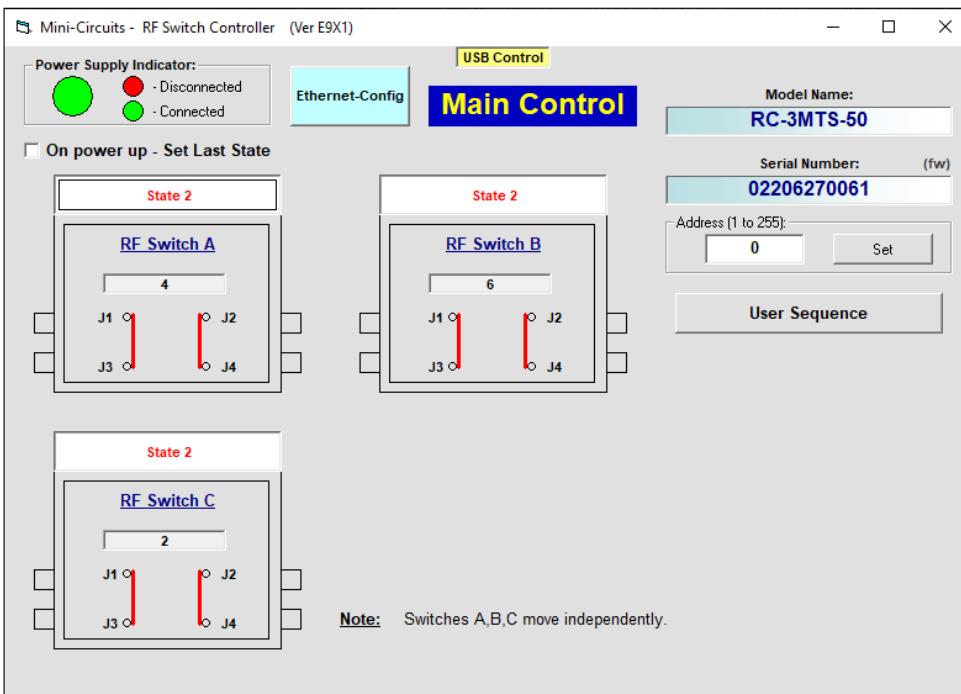 Mini-Circuits - RF Switch Controller (Ver E9X1)
USB Control
Power Supply Indicator:
- Disconnected
- Connected
Ethernet-Config
Main Control
Model Name:
RC-3MTS-50
On power up - Set Last State
Serial Number: (fw)
02206270061
State 2
State 2
Address (1 to 255):
0 Set
RF Switch A
RF Switch B
4
6
User Sequence
J1 J2
J1 J2
J3 J4
J3 J4
State 2
RF Switch C
2
J1 J2
J3 J4
Note: Switches A,B,C move independently.